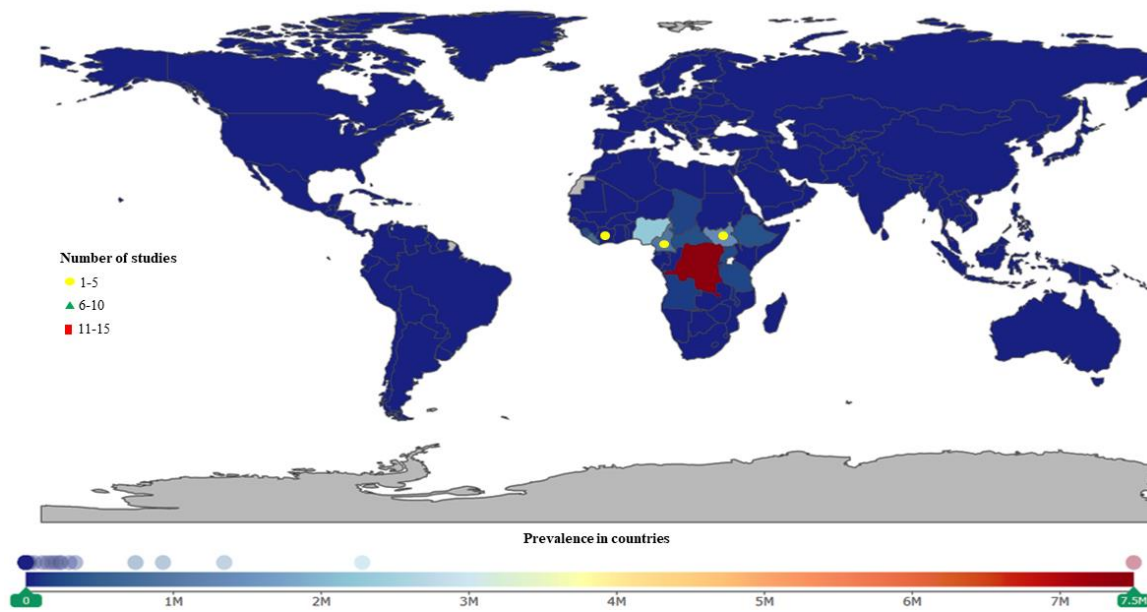 Number of studies
1-5
6-10
11-15
Prevalence in countries
0 1M 2M 3M 4M 5M 6M 7M 7.5M